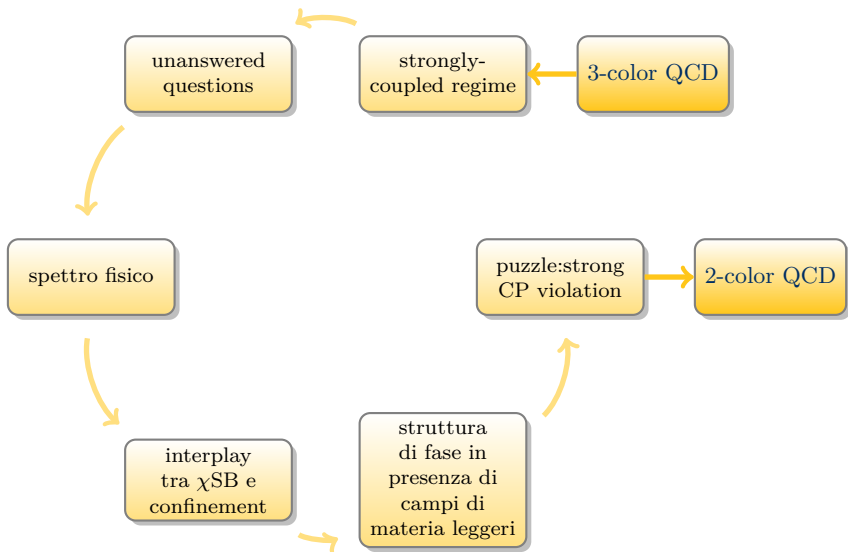 unanswered
questions
strongly-
coupled regime
3-color QCD
spettro fisico
puzzle:strong
CP violation
2-color QCD
interplay
tra χSB e
confinement
struttura
di fase in
presenza di
campi di
materia leggeri